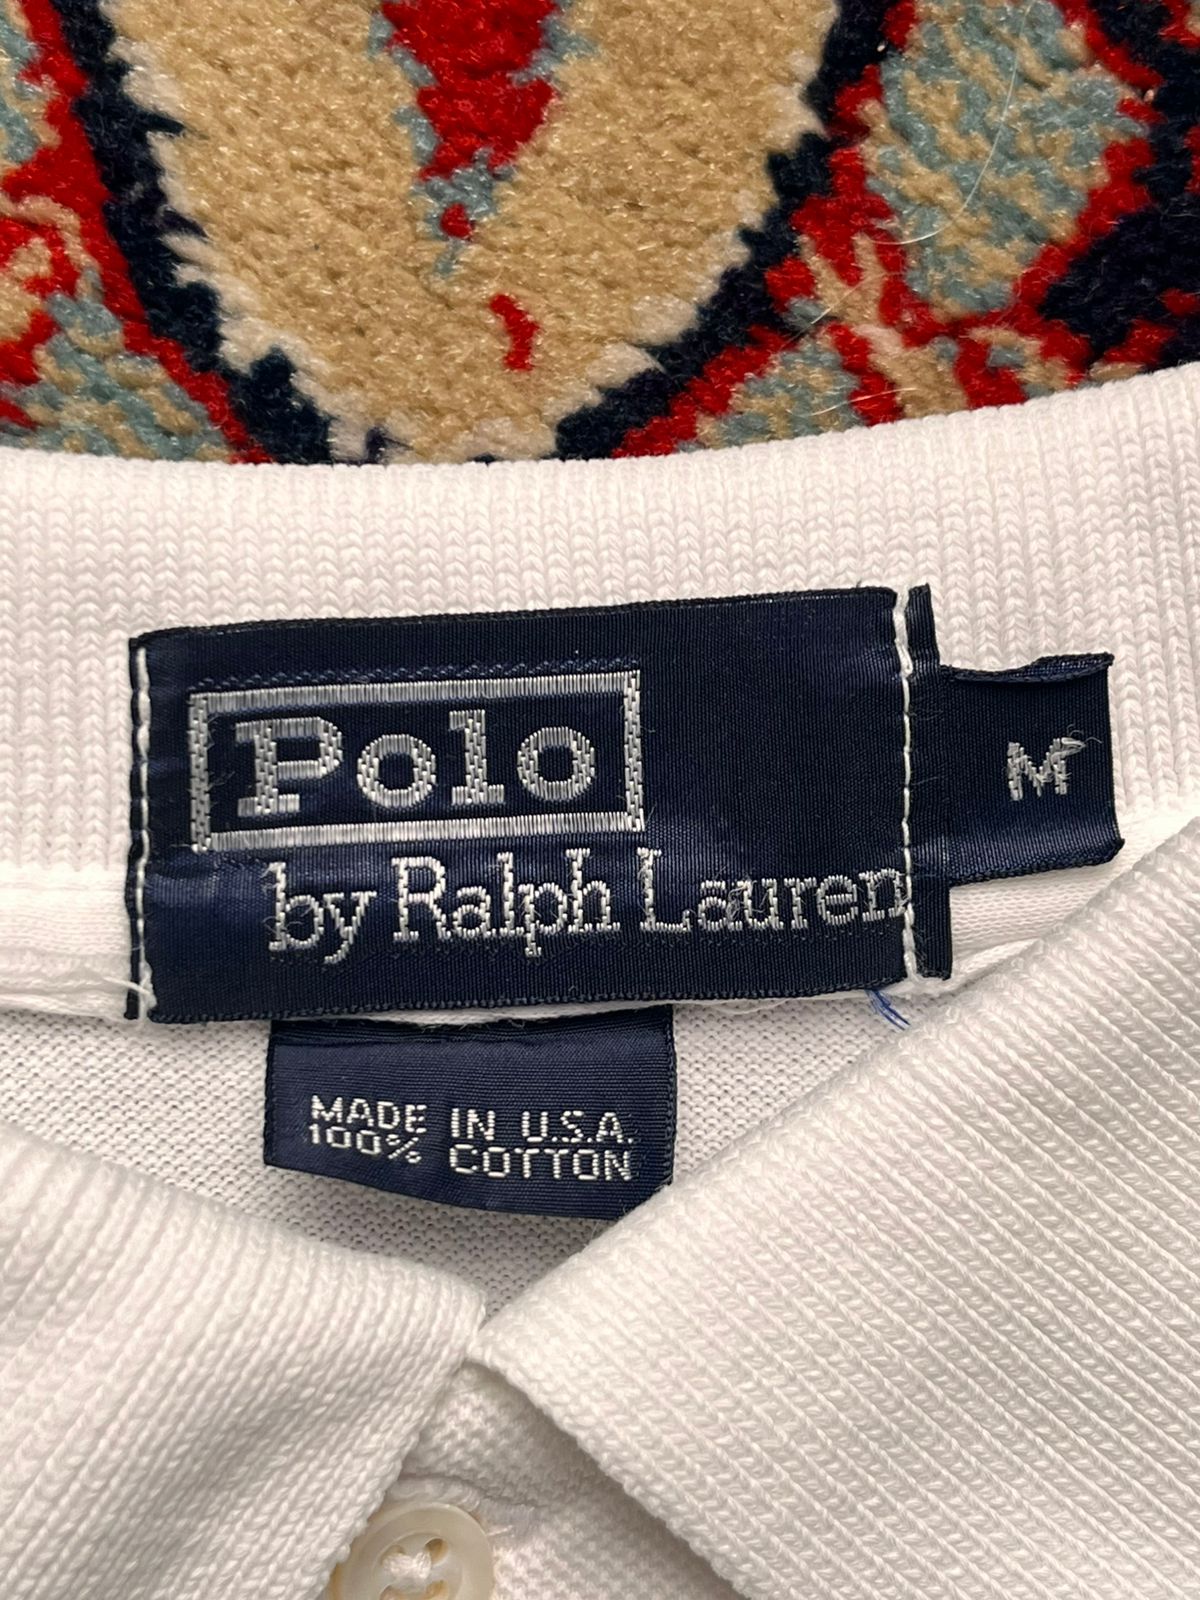 Polo
by Ralph Lauren
M
MADE IN U.S.A.
100% COTTON